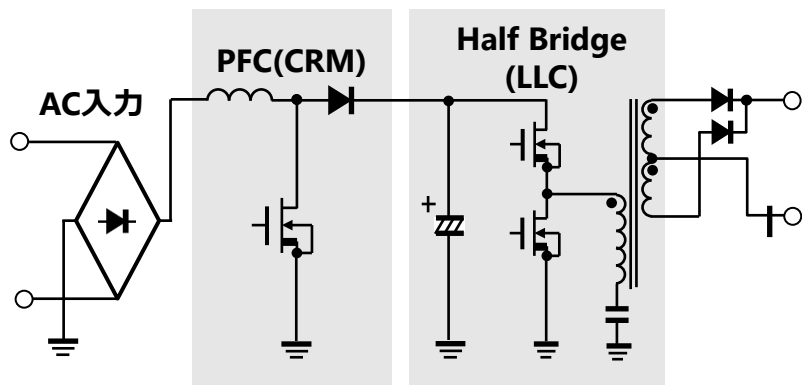 PFC(CRM)
Half Bridge
(LLC)
AC入力
+